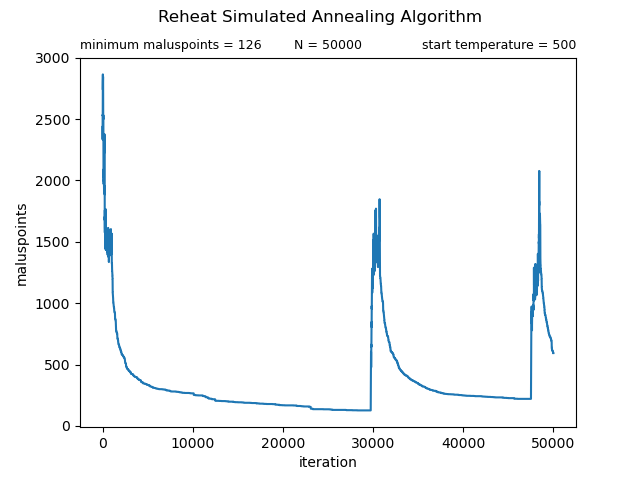 Reheat Simulated Annealing Algorithm
minimum maluspoints = 126 N = 50000 start temperature = 500
3000
2500
2000
1500
1000
500
0
maluspoints
0 10000 20000 30000 40000 50000
iteration